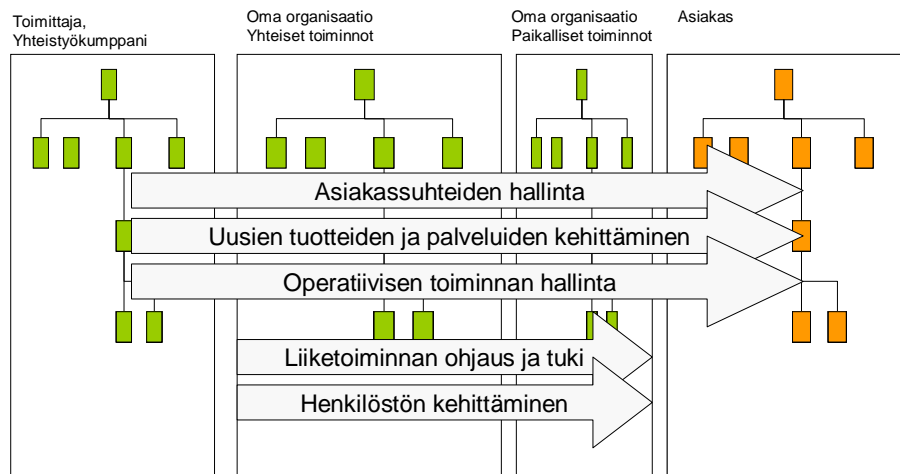 Toimittaja,
Yhteistyökumppani
Oma organisaatio
Yhteiset toiminnot
Oma organisaatio
Paikalliset toiminnot
Asiakas
Asiakassuhteiden hallinta
Uusien tuotteiden ja palveluiden kehittäminen
Operatiivisen toiminnan hallinta
Liiketoiminnan ohjaus ja tuki
Henkilöstön kehittäminen